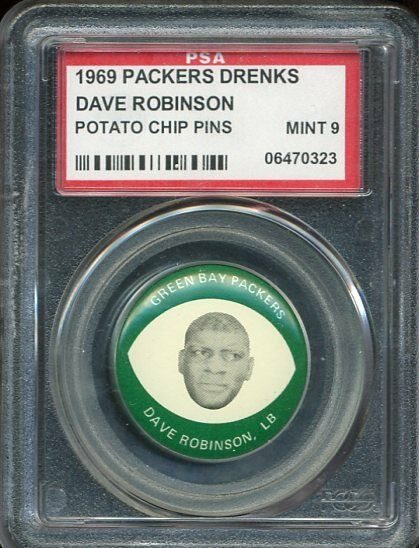 PSA
1969 PACKERS DRENKS
DAVE ROBINSON
POTATO CHIP PINS MINT 9
06470323
GREEN BAY PACKERS
DAVE ROBINSON, LB